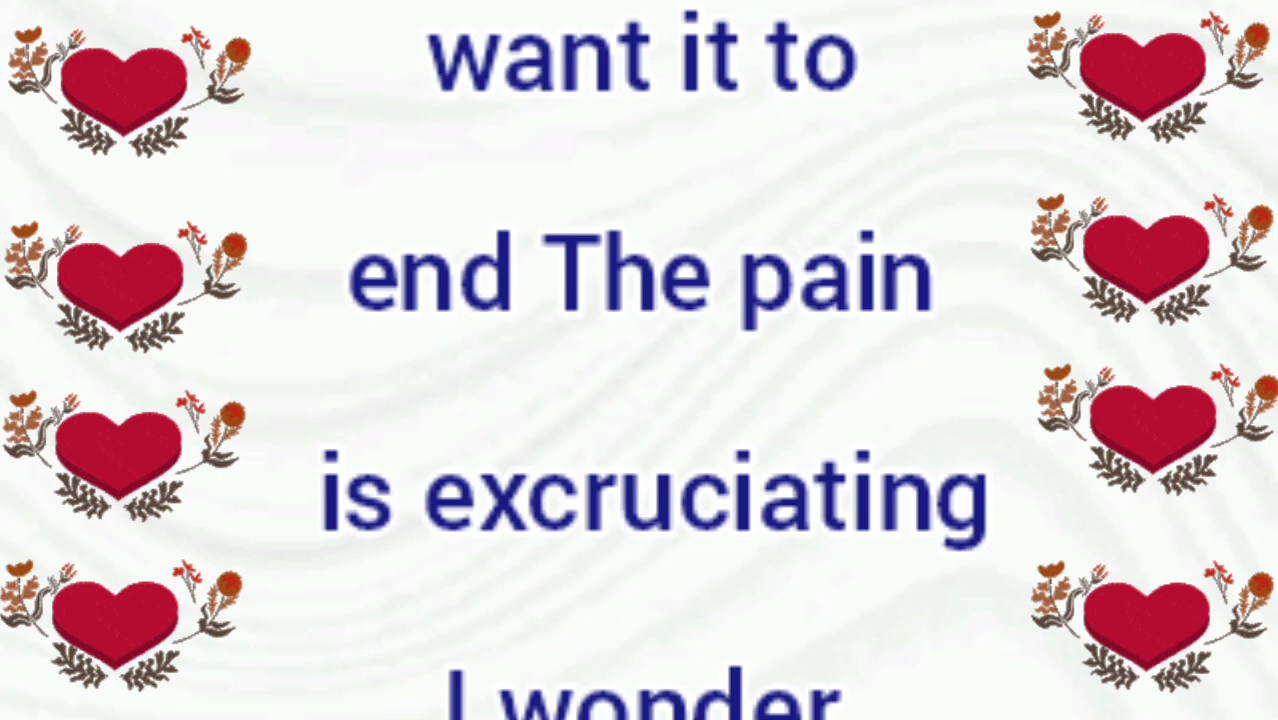 want it to
end The pain
is excruciating
I wonder